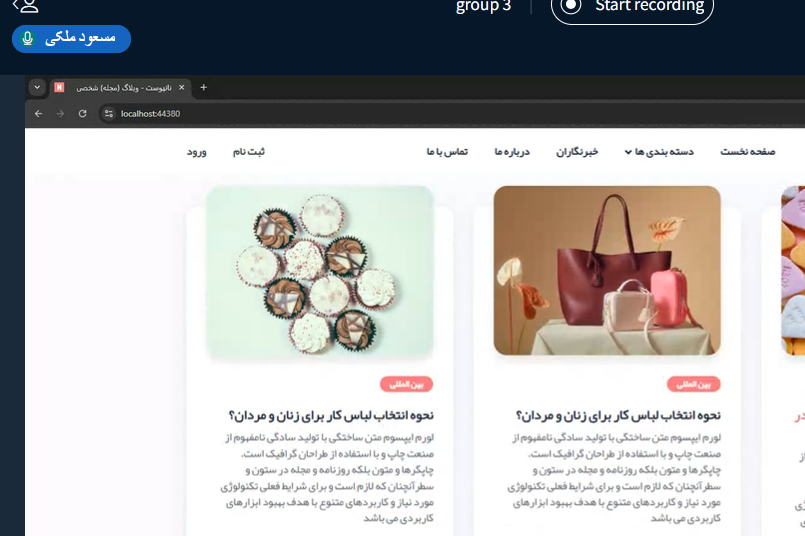 group 3
Start recording
مسعود ملکی
نانیوست - وبلاگ (مجله) شخصی
localhost:44380
صفحه نخست
دسته بندی ها
خبرنگاران
درباره ما
تماس با ما
ثبت نام
ورود
بین المللی
نحوه انتخاب لباس کار برای زنان و مردان؟
لورم ایپسوم متن ساختگی با تولید سادگی نامفهوم از
صنعت چاپ و با استفاده از طراحان گرافیک است.
چاپگرها و متون بلکه روزنامه و مجله در ستون و
سطرآنچنان که لازم است و برای شرایط فعلی تکنولوژی
مورد نیاز و کاربردهای متنوع با هدف بهبود ابزارهای
کاربردی می باشد
بین المللی
نحوه انتخاب لباس کار برای زنان و مردان؟
لورم ایپسوم متن ساختگی با تولید سادگی نامفهوم از
صنعت چاپ و با استفاده از طراحان گرافیک است.
چاپگرها و متون بلکه روزنامه و مجله در ستون و
سطرآنچنان که لازم است و برای شرایط فعلی تکنولوژی
مورد نیاز و کاربردهای متنوع با هدف بهبود ابزارهای
کاربردی می باشد